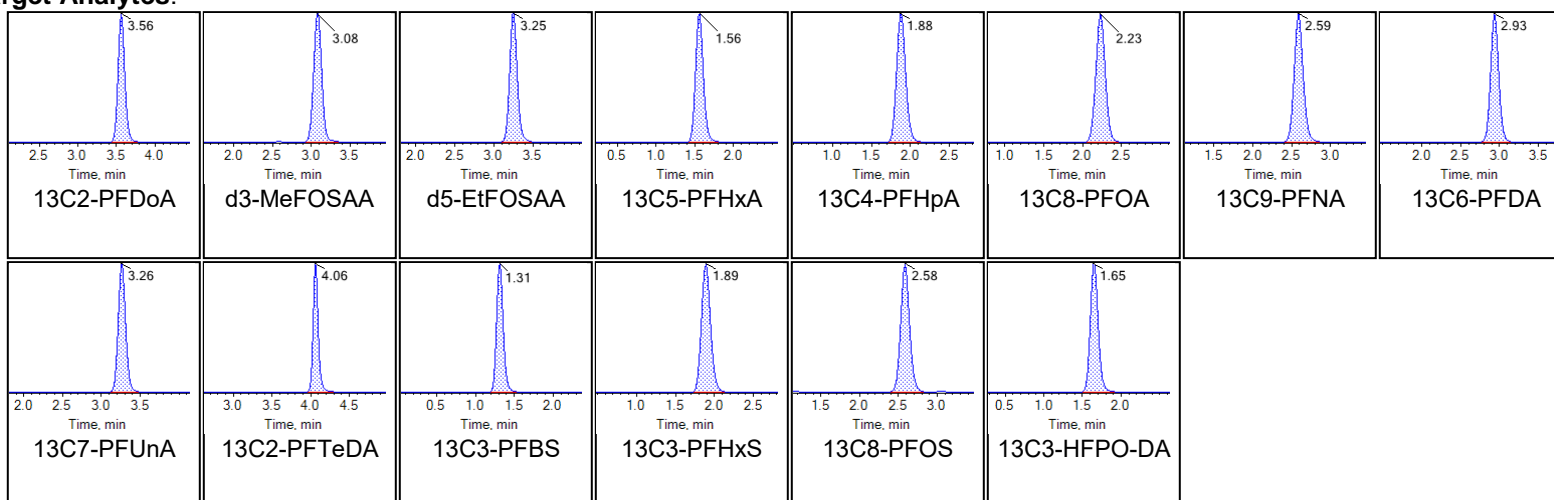 arget Analytes:
3.56
2.5 3.0 3.5 4.0
Time, min
13C2-PFDoA
3.08
2.0 2.5 3.0 3.5
Time, min
d3-MeFOSAA
3.25
2.0 2.5 3.0 3.5
Time, min
d5-EtFOSAA
1.56
0.5 1.0 1.5 2.0
Time, min
13C5-PFHxA
1.88
1.0 1.5 2.0 2.5
Time, min
13C4-PFHpA
2.23
1.0 1.5 2.0 2.5
Time, min
13C8-PFOA
2.59
1.5 2.0 2.5 3.0
Time, min
13C9-PFNA
2.93
2.0 2.5 3.0 3.5
Time, min
13C6-PFDA
3.26
2.0 2.5 3.0 3.5
Time, min
13C7-PFUnA
4.06
3.0 3.5 4.0 4.5
Time, min
13C2-PFTeDA
1.31
0.5 1.0 1.5 2.0
Time, min
13C3-PFBS
1.89
1.0 1.5 2.0 2.5
Time, min
13C3-PFHxS
2.58
1.5 2.0 2.5 3.0
Time, min
13C8-PFOS
1.65
0.5 1.0 1.5 2.0
Time, min
13C3-HFPO-DA